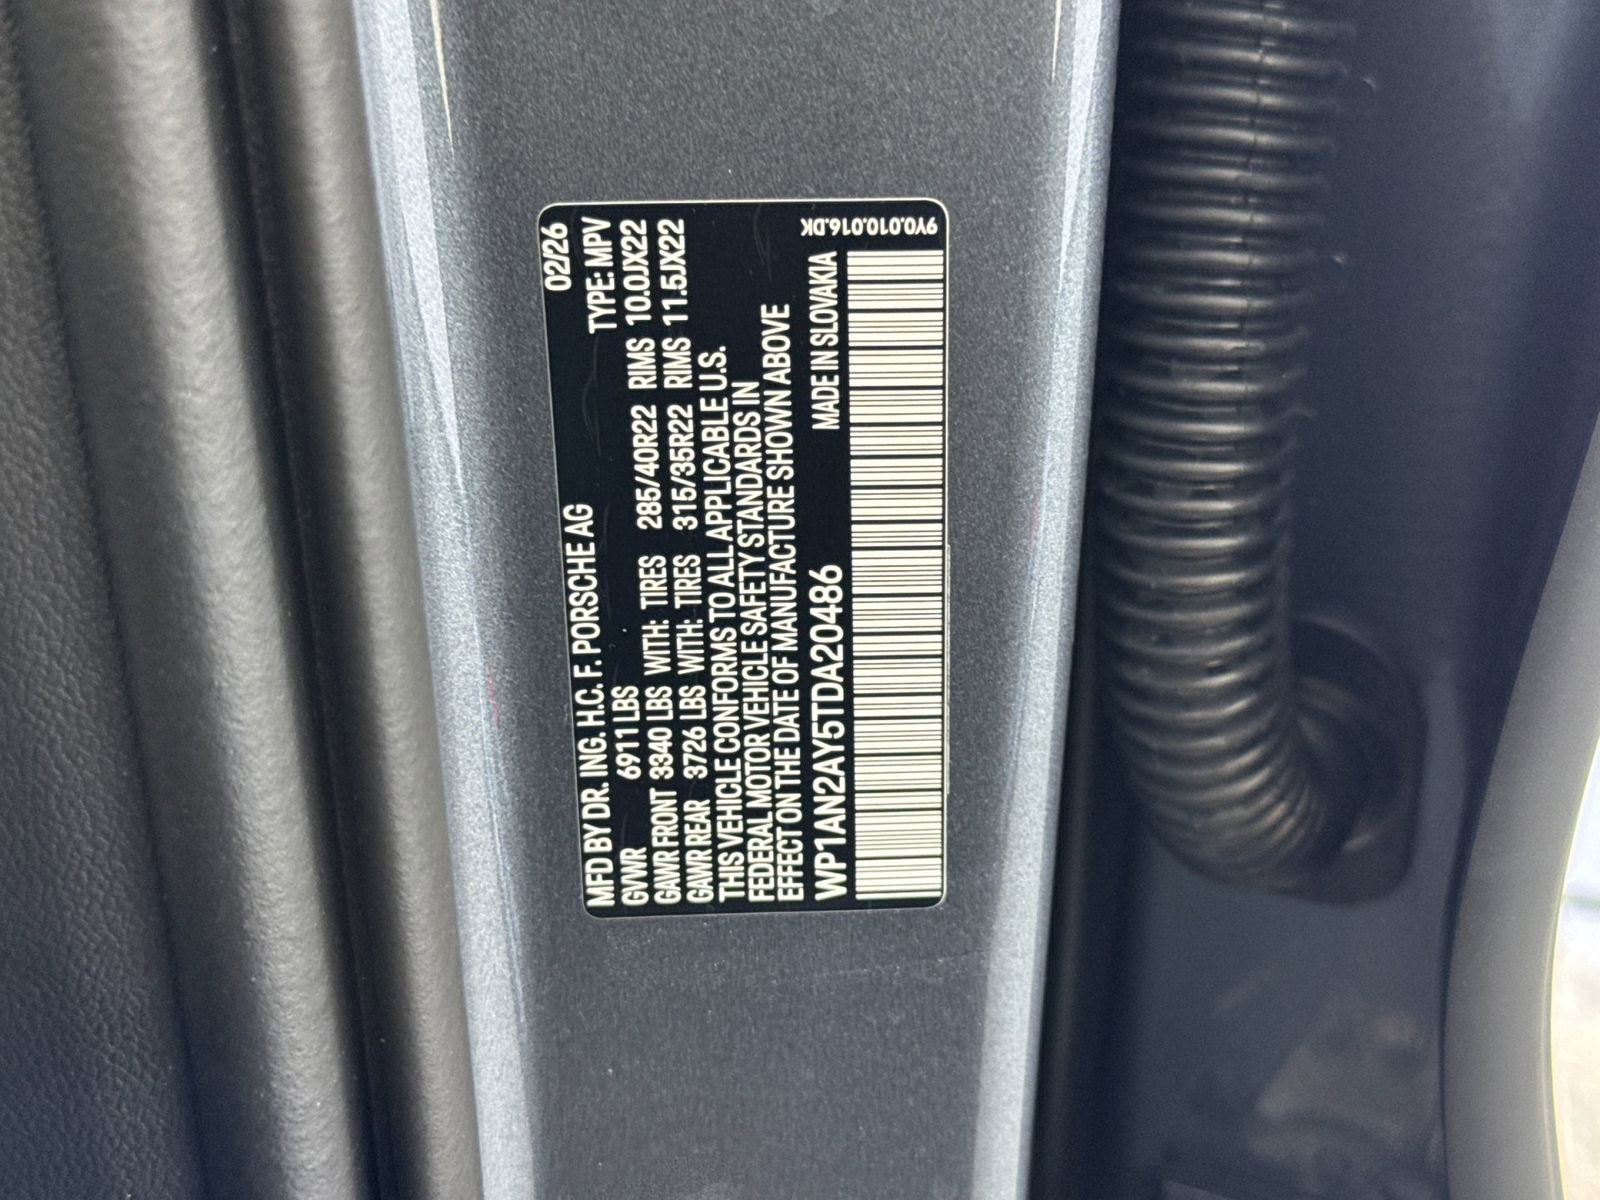 MFD BY DR. ING. H.C. F. PORSCHE AG 02/26
GVWR 6911 LBS TYPE: MPV
GAWR FRONT 3340 LBS WITH: TIRES 285/40R22 RIMS 10.0JX22
GAWR REAR 3726 LBS WITH: TIRES 315/35R22 RIMS 11.5JX22
THIS VEHICLE CONFORMS TO ALL APPLICABLE U.S.
FEDERAL MOTOR VEHICLE SAFETY STANDARDS IN
EFFECT ON THE DATE OF MANUFACTURE SHOWN ABOVE
WP1AN2AY5TDA20486 MADE IN SLOVAKIA
9Y0.010.016.DK